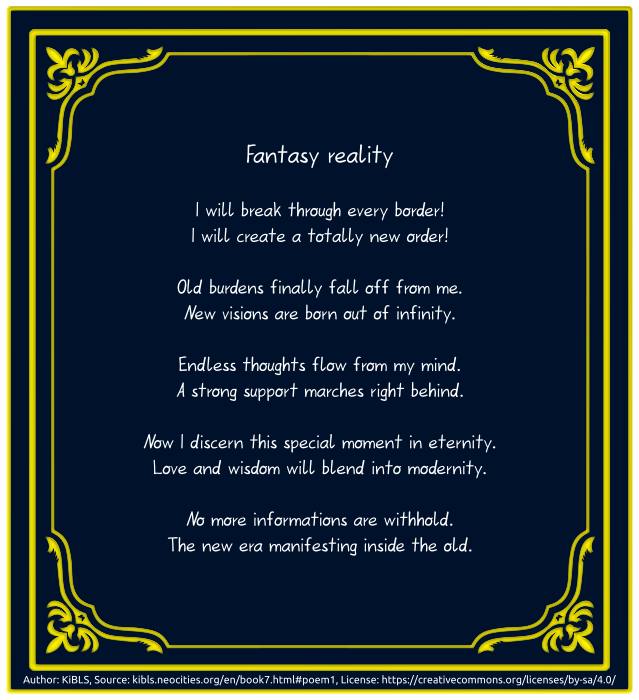 Fantasy reality
I will break through every border!
I will create a totally new order!
Old burdens finally fall off from me.
New visions are born out of infinity.
Endless thoughts flow from my mind.
A strong support marches right behind.
Now I discern this special moment in eternity.
Love and wisdom will blend into modernity.
No more informations are withhold.
The new era manifesting inside the old.
Author: KiBLS, Source: kibls.neocities.org/en/book7.html#poem1, License: https://creativecommons.org/licenses/by-sa/4.0/